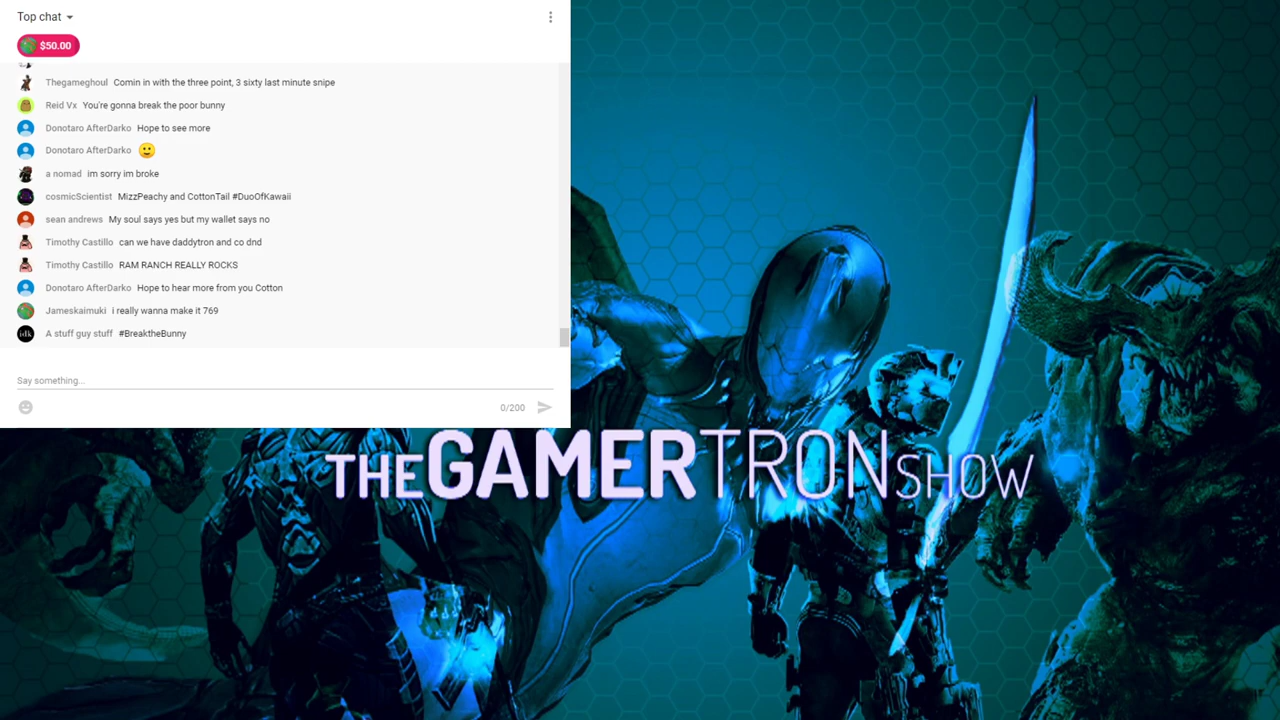 Top chat
$50.00
Thegameghoul Comin in with the three point, 3 sixty last minute snipe
Reid Vx You're gonna break the poor bunny
Donotaro AfterDarko Hope to see more
Donotaro AfterDarko
a nomad im sorry im broke
cosmicScientist MizzPeachy and CottonTail #DuoOfKawaii
sean andrews My soul says yes but my wallet says no
Timothy Castillo can we have daddytron and co dnd
Timothy Castillo RAM RANCH REALLY ROCKS
Donotaro AfterDarko Hope to hear more from you Cotton
Jameskaimuki i really wanna make it 769
idk A stuff guy stuff #BreaktheBunny
Say something...
0/200
THEGAMERTRONSHOW